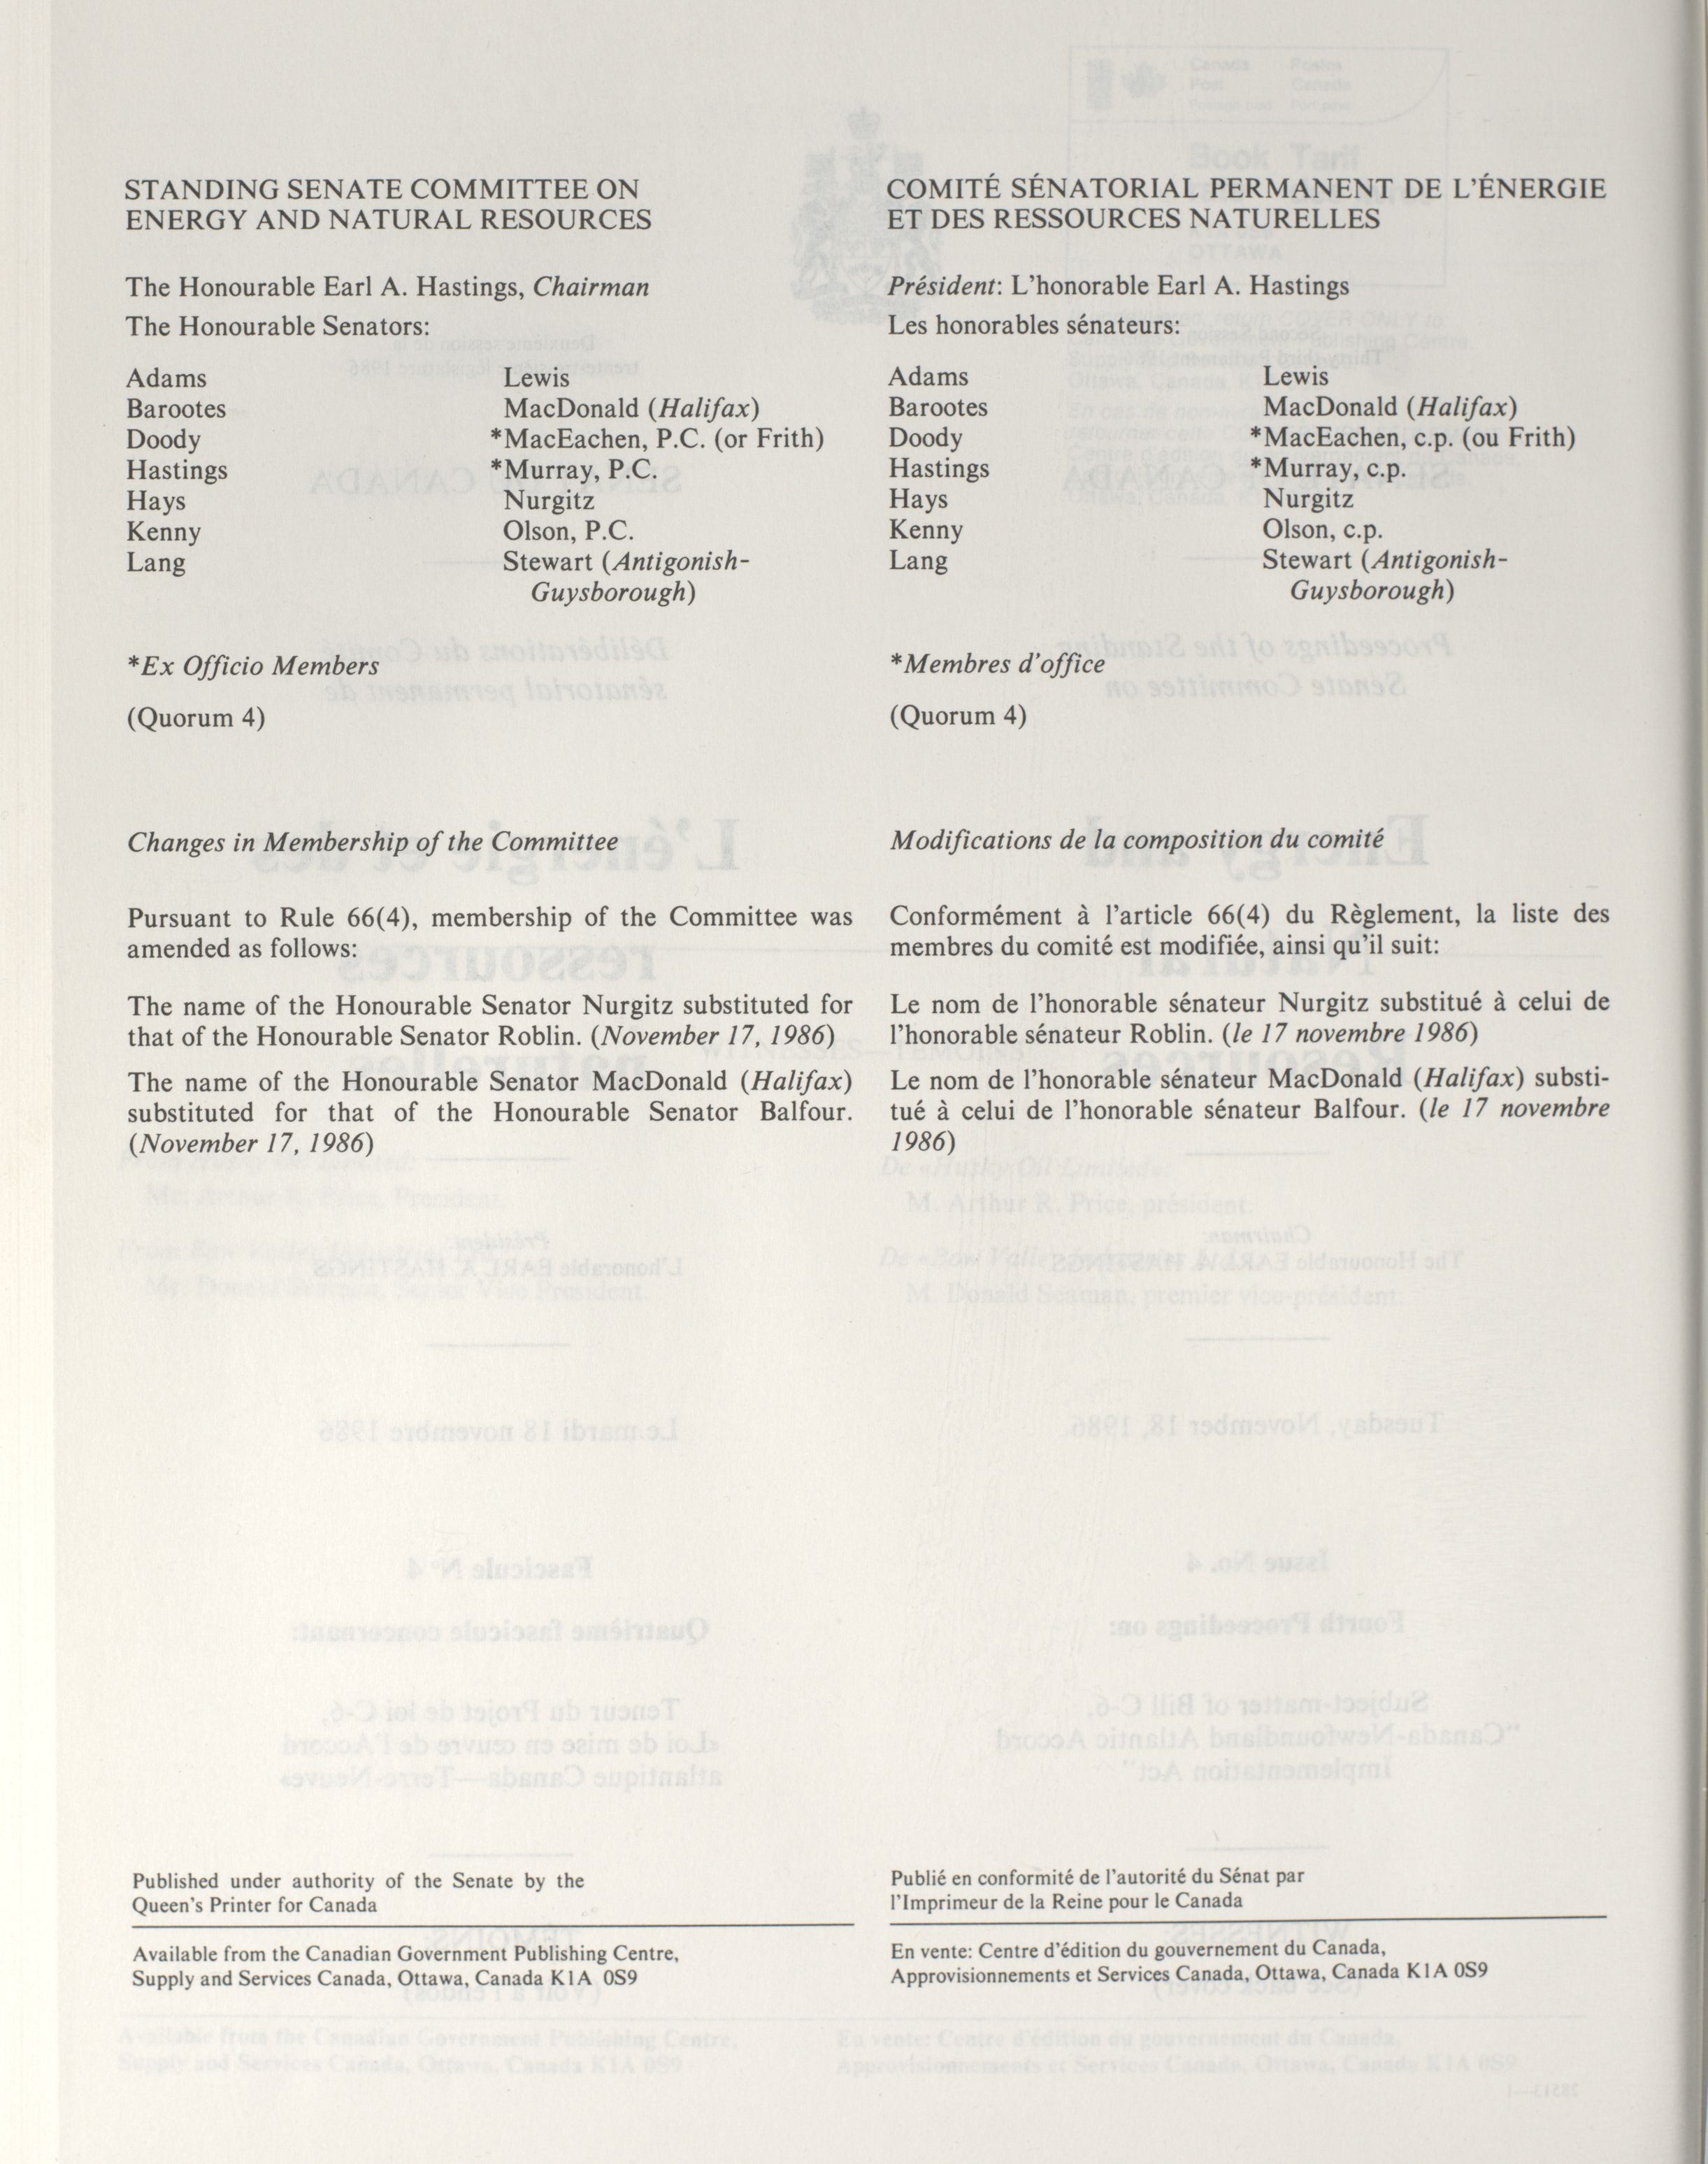 STANDING SENATE COMMITTEE ON
ENERGY AND NATURAL RESOURCES
The Honourable Earl A. Hastings, Chairman
The Honourable Senators:
Adams
Barootes
Doody
Hastings
Hays
Kenny
Lang
Lewis
MacDonald (Halifax)
*MacEachen, P.C. (or Frith)
*Murray, P.C.
Nurgitz
Olson, P.C.
Stewart (Antigonish-
Guysborough)
*Ex Officio Members
(Quorum 4)
Changes in Membership of the Committee
Pursuant to Rule 66(4), membership of the Committee was
amended as follows:
The name of the Honourable Senator Nurgitz substituted for
that of the Honourable Senator Roblin. (November 17, 1986)
The name of the Honourable Senator MacDonald (Halifax)
substituted for that of the Honourable Senator Balfour.
(November 17, 1986)
Published under authority of the Senate by the
Queen's Printer for Canada
Available from the Canadian Government Publishing Centre,
Supply and Services Canada, Ottawa, Canada K1A 0S9
COMITÉ SÉNATORIAL PERMANENT DE L'ÉNERGIE
ET DES RESSOURCES NATURELLES
Président: L'honorable Earl A. Hastings
Les honorables sénateurs:
Adams
Barootes
Doody
Hastings
Hays
Kenny
Lang
Lewis
MacDonald (Halifax)
*MacEachen, c.p. (ou Frith)
*Murray, c.p.
Nurgitz
Olson, c.p.
Stewart (Antigonish-
Guysborough)
*Membres d'office
(Quorum 4)
Modifications de la composition du comité
Conformément à l'article 66(4) du Règlement, la liste des
membres du comité est modifiée, ainsi qu'il suit:
Le nom de l'honorable sénateur Nurgitz substitué à celui de
l'honorable sénateur Roblin. (le 17 novembre 1986)
Le nom de l'honorable sénateur MacDonald (Halifax) substi-
tué à celui de l'honorable sénateur Balfour. (le 17 novembre
1986)
Publié en conformité de l'autorité du Sénat par
l'Imprimeur de la Reine pour le Canada
En vente: Centre d'édition du gouvernement du Canada,
Approvisionnements et Services Canada, Ottawa, Canada K1A 0S9